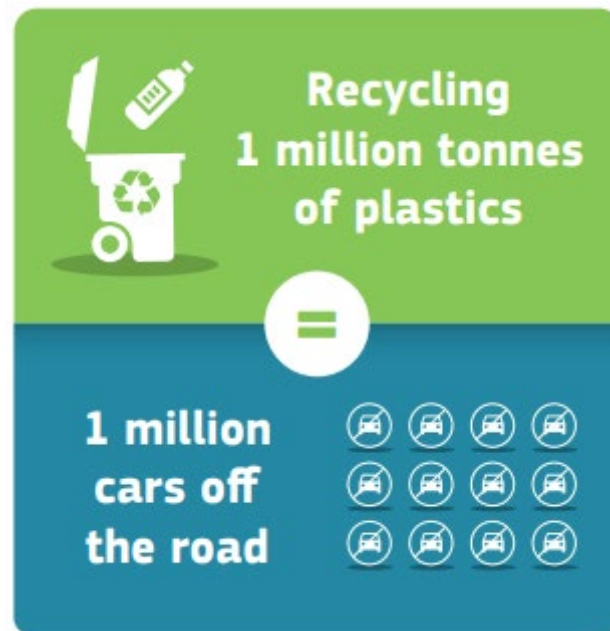 Recycling
1 million tonnes
of plastics
=
1 million
cars off
the road